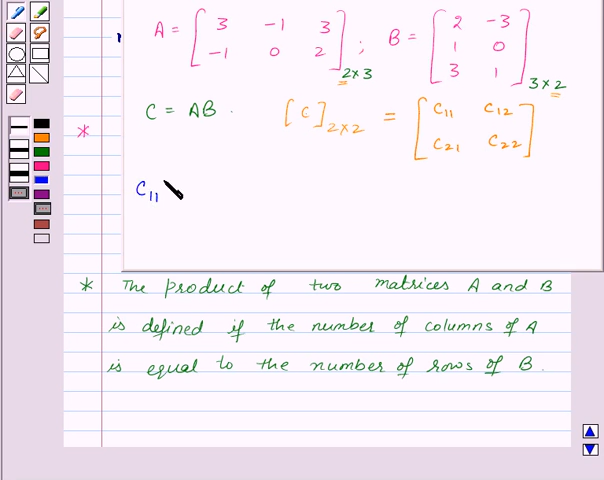 A = [ 3 -1 3 ; B = [ 2 -3
-1 0 2 ] 2×3 1 0
3 1 ] 3×2
C = AB . [C] 2×2 = [ C11 C12
* C21 C22 ]
C11
* The product of two matrices A and B
is defined if the number of columns of A
is equal to the number of rows of B.